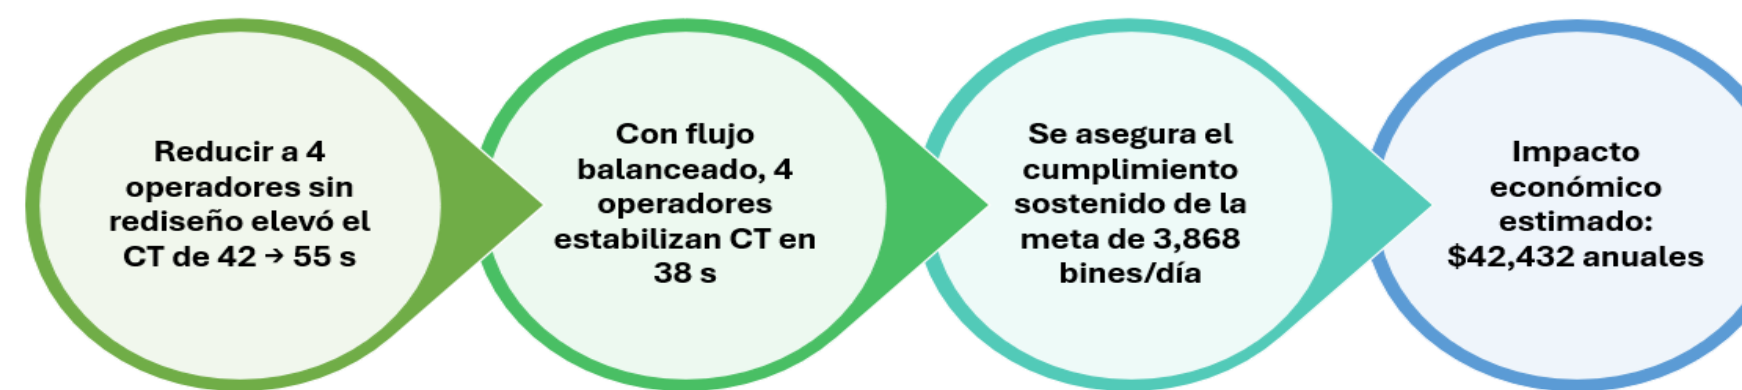 Reducir a 4
operadores sin
rediseño elevó el
CT de 42 → 55 s
Con flujo
balanceado, 4
operadores
estabilizan CT en
38 s
Se asegura el
cumplimiento
sostenido de la
meta de 3,868
bines/día
Impacto
económico
estimado:
$42,432 anuales